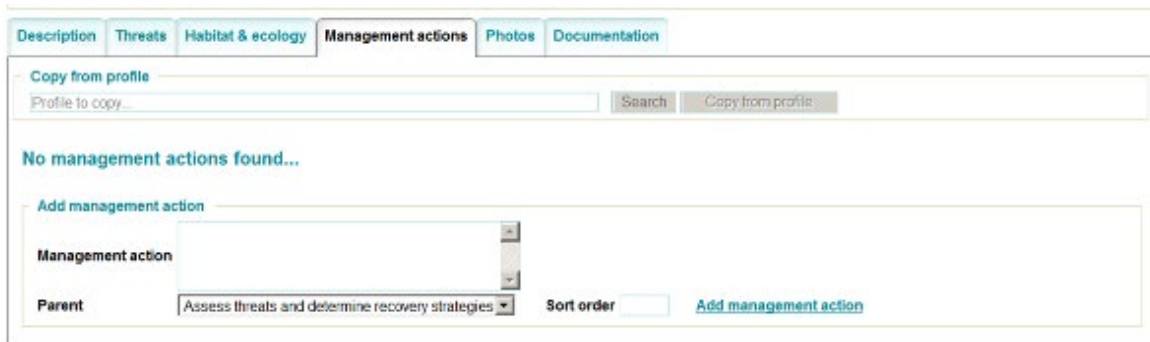 Description Threats Habitat & ecology Management actions Photos Documentation
Copy from profile
Profile to copy... Search Copy from profile
No management actions found...
Add management action
Management action
Parent Assess threats and determine recovery strategies Sort order Add management action